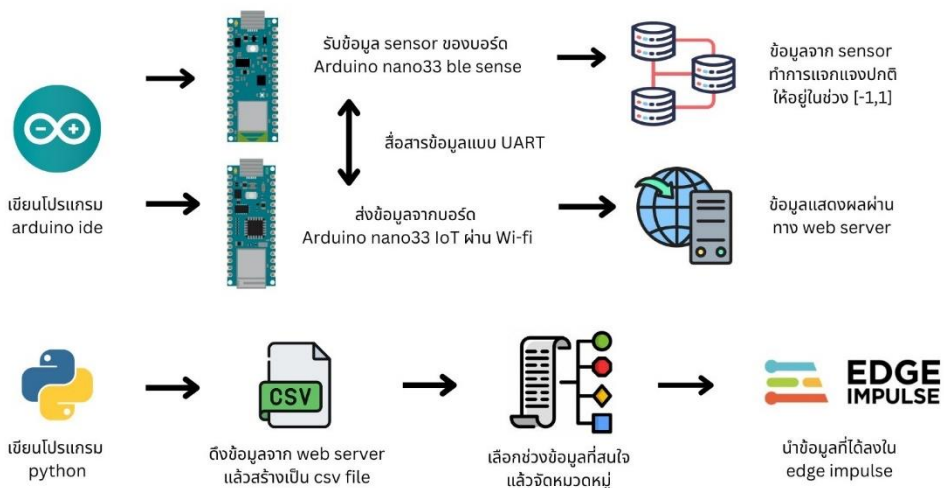 รับข้อมูล sensor ของบอร์ด
Arduino nano33 ble sense
ข้อมูลจาก sensor
ทำการแจกแจงปกติ
ให้อยู่ในช่วง [-1,1]
สื่อสารข้อมูลแบบ UART
เขียนโปรแกรม
arduino ide
ส่งข้อมูลจากบอร์ด
Arduino nano33 IoT ผ่าน Wi-fi
ข้อมูลแสดงผลผ่าน
ทาง web server
CSV
EDGE
IMPULSE
เขียนโปรแกรม
python
ดึงข้อมูลจาก web server
แล้วสร้างเป็น csv file
เลือกช่วงข้อมูลที่สนใจ
แล้วจัดหมวดหมู่
นำข้อมูลที่ได้ลงใน
edge impulse